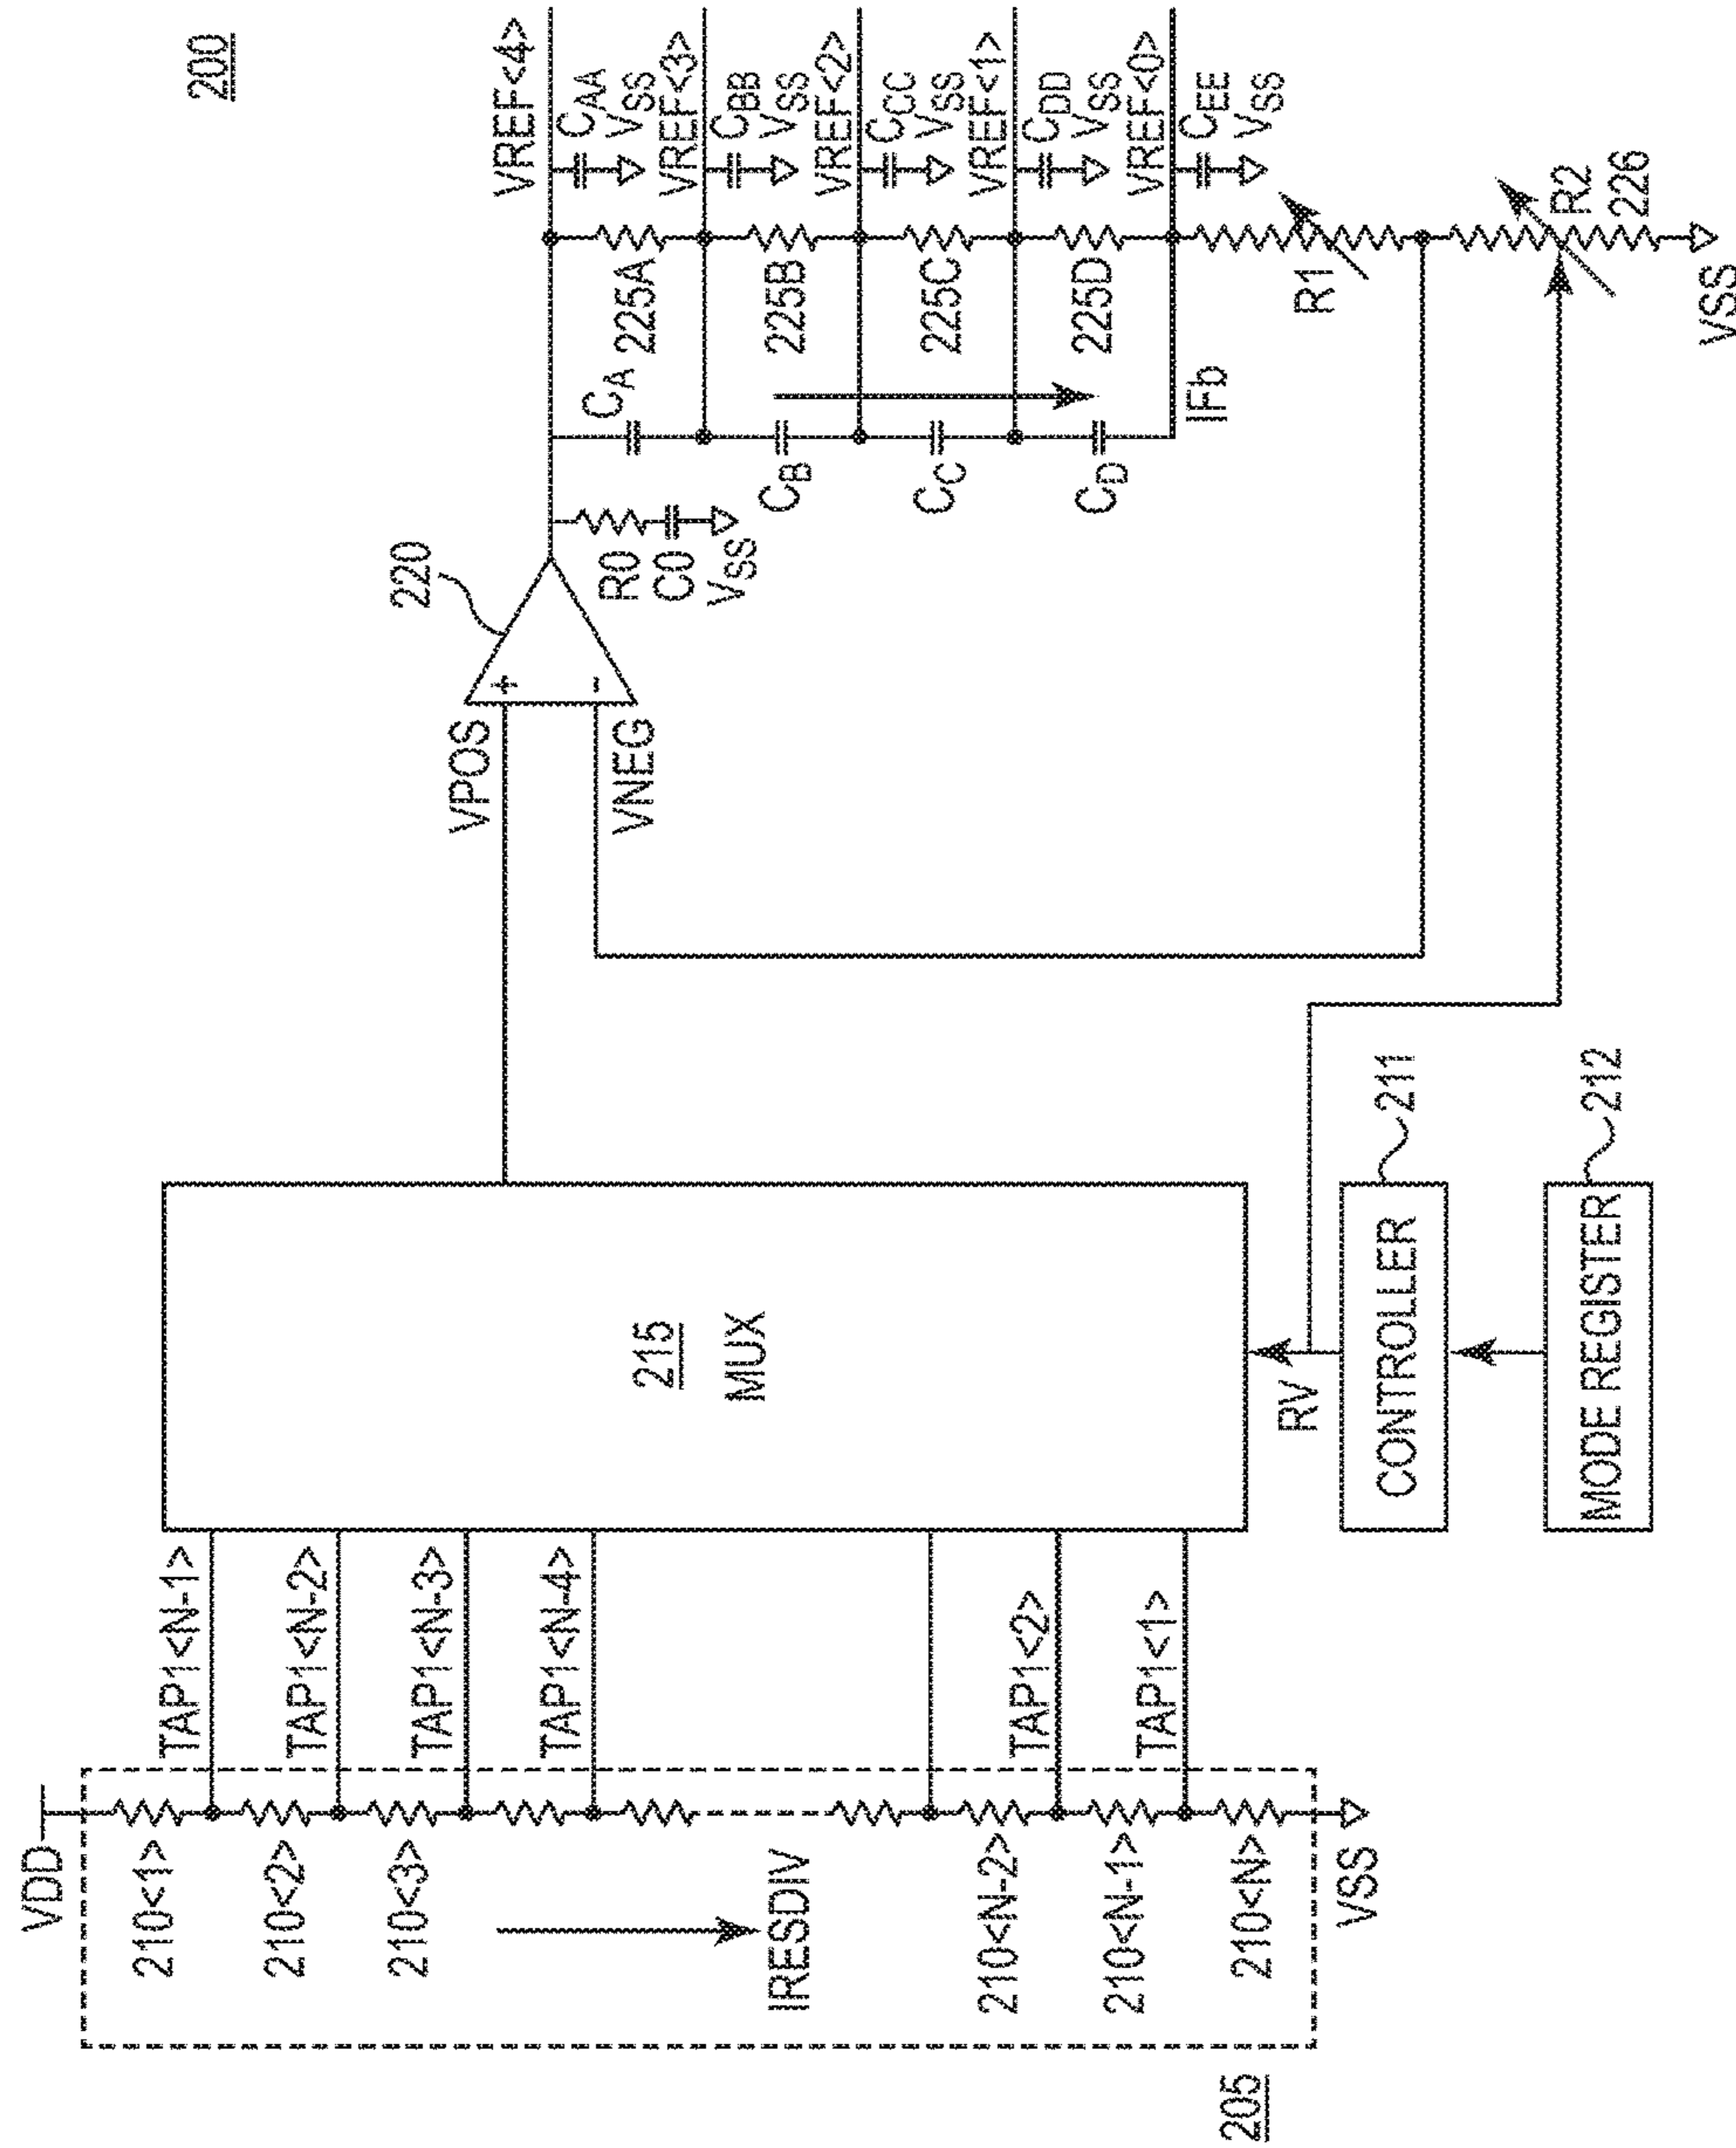 200
VDD
210<1>
210<2>
210<3>
IRESDIV
210<N-2>
210<N-1>
210<N>
VSS
205
TAP1<N-1>
TAP1<N-2>
TAP1<N-3>
TAP1<N-4>
TAP1<2>
TAP1<1>
215
MUX
RV
CONTROLLER
211
MODE REGISTER
212
VPOS
VNEG
+
-
220
R0
C0
VSS
CA
CB
CC
CD
IFb
225A
225B
225C
225D
R1
R2
226
VSS
VREF<4>
CAA
VSS
VREF<3>
CBB
VSS
VREF<2>
CCC
VSS
VREF<1>
CDD
VSS
VREF<0>
CEE
VSS